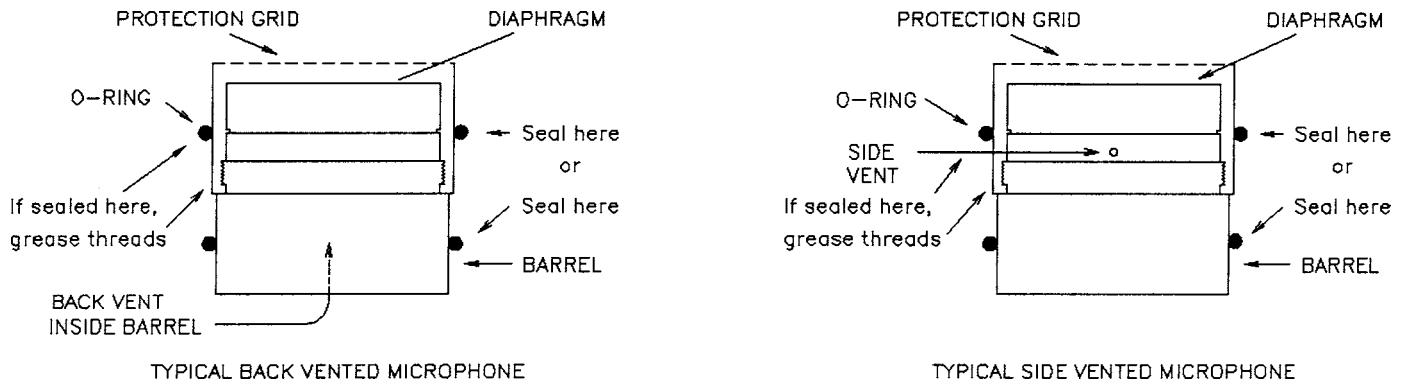 PROTECTION GRID
DIAPHRAGM
O-RING
Seal here
or
If sealed here,
grease threads
Seal here
BARREL
BACK VENT
INSIDE BARREL
TYPICAL BACK VENTED MICROPHONE
PROTECTION GRID
DIAPHRAGM
O-RING
SIDE
VENT
Seal here
or
If sealed here,
grease threads
Seal here
BARREL
TYPICAL SIDE VENTED MICROPHONE